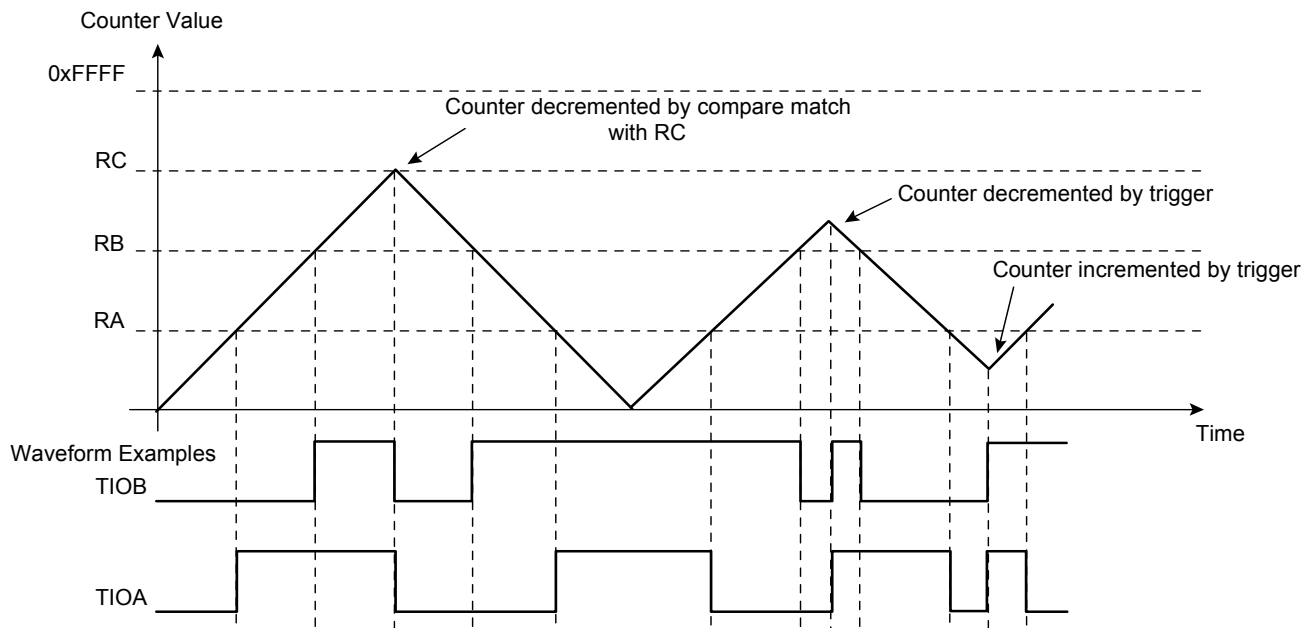 Counter Value
0xFFFF
Counter decremented by compare match
with RC
RC
Counter decremented by trigger
RB
Counter incremented by trigger
RA
Time
Waveform Examples
TIOB
TIOA